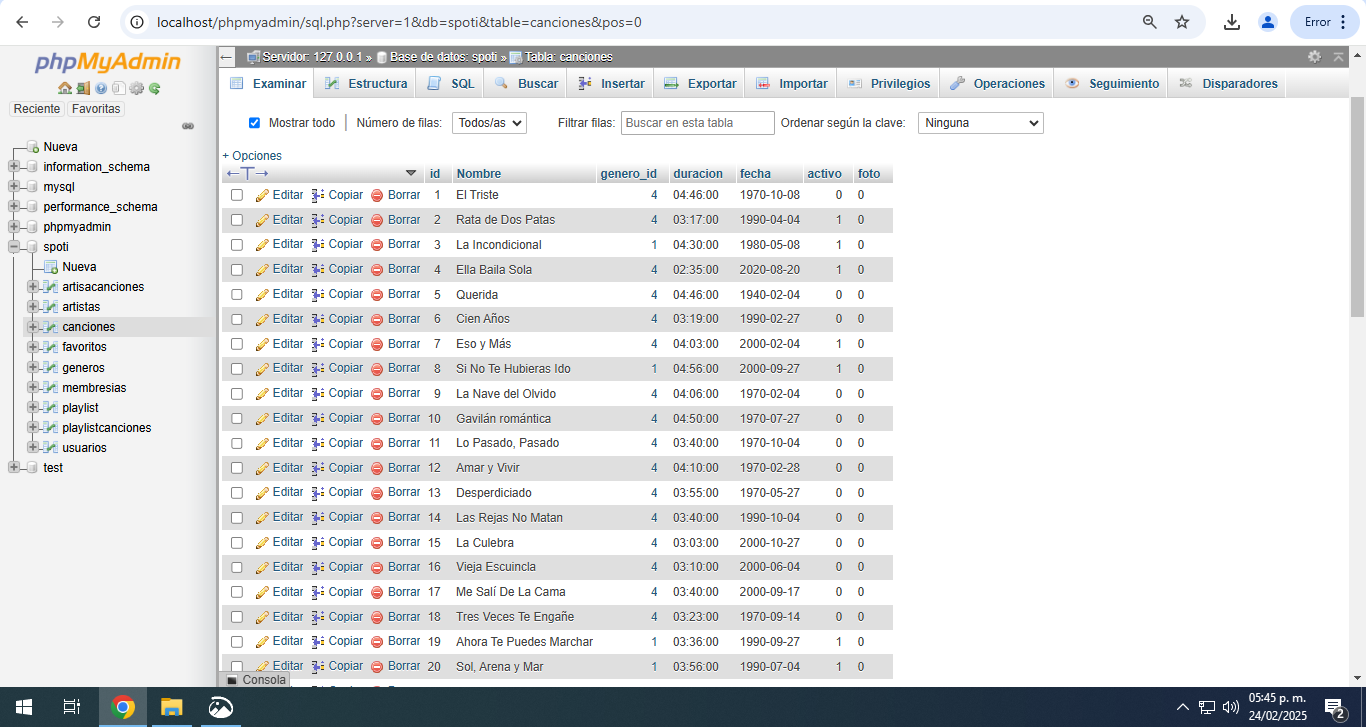 localhost/phpmyadmin/sql.php?server=1&db=spoti&table=canciones&pos=0
Error
phpMyAdmin
Reciente Favoritas
Nueva
information_schema
mysql
performance_schema
phpmyadmin
spoti
Nueva
artisacanciones
artistas
canciones
favoritos
generos
membresias
playlist
playlistcanciones
usuarios
test
Servidor: 127.0.0.1 » Base de datos: spoti » Tabla: canciones
Examinar Estructura SQL Buscar Insertar Exportar Importar Privilegios Operaciones Seguimiento Disparadores
Mostrar todo Número de filas: Todos/as Filtrar filas: Buscar en esta tabla Ordenar según la clave: Ninguna
+ Opciones
←T→ id Nombre genero_id duracion fecha activo foto
Editar Copiar Borrar 1 El Triste 4 04:46:00 1970-10-08 0 0
Editar Copiar Borrar 2 Rata de Dos Patas 4 03:17:00 1990-04-04 1 0
Editar Copiar Borrar 3 La Incondicional 1 04:30:00 1980-05-08 1 0
Editar Copiar Borrar 4 Ella Baila Sola 4 02:35:00 2020-08-20 1 0
Editar Copiar Borrar 5 Querida 4 04:46:00 1940-02-04 0 0
Editar Copiar Borrar 6 Cien Años 4 03:19:00 1990-02-27 0 0
Editar Copiar Borrar 7 Eso y Más 4 04:03:00 2000-02-04 1 0
Editar Copiar Borrar 8 Si No Te Hubieras Ido 1 04:56:00 2000-09-27 1 0
Editar Copiar Borrar 9 La Nave del Olvido 4 04:06:00 1970-02-04 0 0
Editar Copiar Borrar 10 Gavilán romántica 4 04:50:00 1970-07-27 0 0
Editar Copiar Borrar 11 Lo Pasado, Pasado 4 03:40:00 1970-10-04 0 0
Editar Copiar Borrar 12 Amar y Vivir 4 04:10:00 1970-02-28 0 0
Editar Copiar Borrar 13 Desperdiciado 4 03:55:00 1970-05-27 0 0
Editar Copiar Borrar 14 Las Rejas No Matan 4 03:40:00 1990-10-04 0 0
Editar Copiar Borrar 15 La Culebra 4 03:03:00 2000-10-27 0 0
Editar Copiar Borrar 16 Vieja Escuincla 4 03:10:00 2000-06-04 0 0
Editar Copiar Borrar 17 Me Salí De La Cama 4 03:40:00 2000-09-17 0 0
Editar Copiar Borrar 18 Tres Veces Te Engañe 4 03:23:00 1970-09-14 0 0
Editar Copiar Borrar 19 Ahora Te Puedes Marchar 1 03:36:00 1990-09-27 1 0
Editar Copiar Borrar 20 Sol, Arena y Mar 1 03:56:00 1990-07-04 1 0
Consola
05:45 p. m.
24/02/2025
2